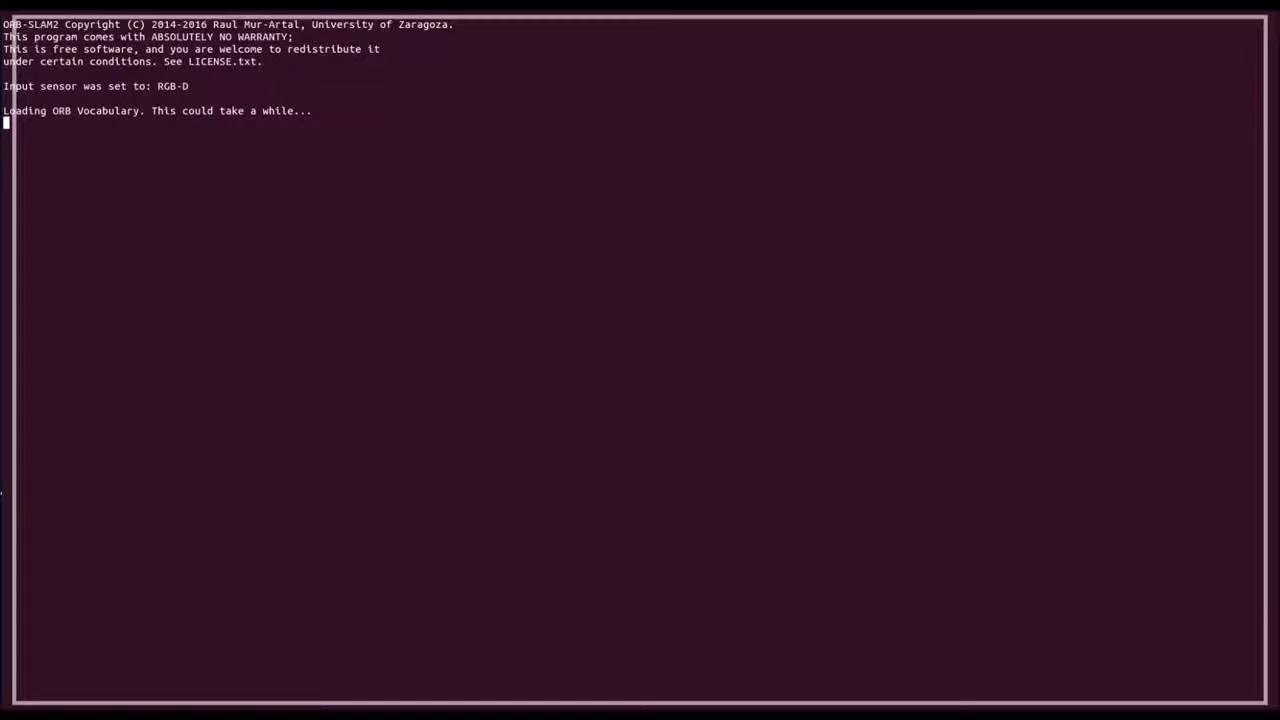 ORB-SLAM2 Copyright (C) 2014-2016 Raul Mur-Artal, University of Zaragoza.
This program comes with ABSOLUTELY NO WARRANTY;
This is free software, and you are welcome to redistribute it
under certain conditions. See LICENSE.txt.
Input sensor was set to: RGB-D
Loading ORB Vocabulary. This could take a while...